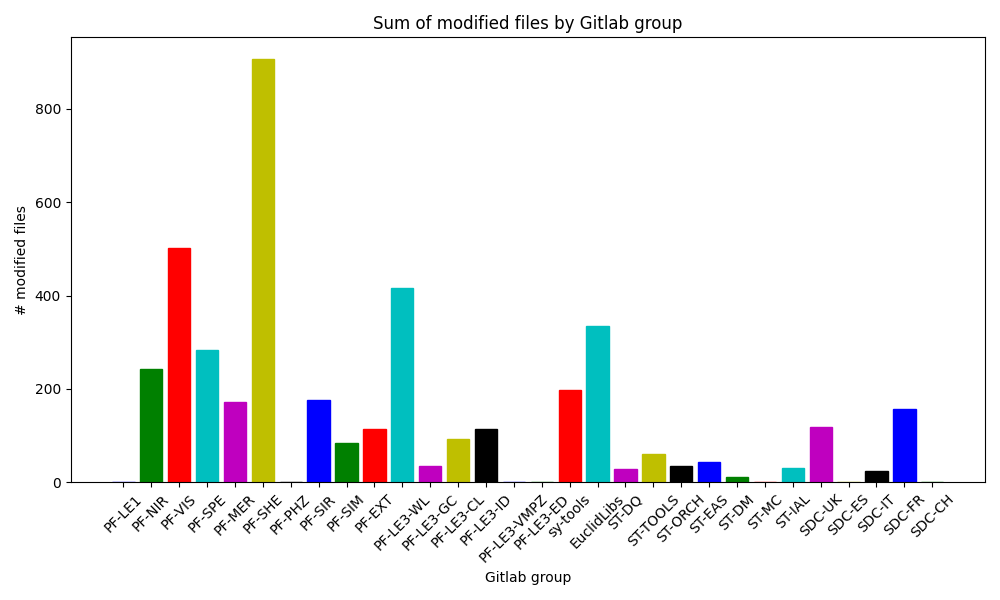 Sum of modified files by Gitlab group
# modified files
800
600
400
200
0
PF-LE1
PF-NIR
PF-VIS
PF-SPE
PF-MER
PF-SHE
PF-PHZ
PF-SIR
PF-SIM
PF-EXT
PF-LE3-WL
PF-LE3-GC
PF-LE3-CL
PF-LE3-ID
PF-LE3-VMPZ
PF-LE3-ED
sy-tools
EuclidLibs
ST-DQ
ST-TOOLS
ST-ORCH
ST-EAS
ST-DM
ST-MC
ST-IAL
SDC-UK
SDC-ES
SDC-IT
SDC-FR
SDC-CH
Gitlab group